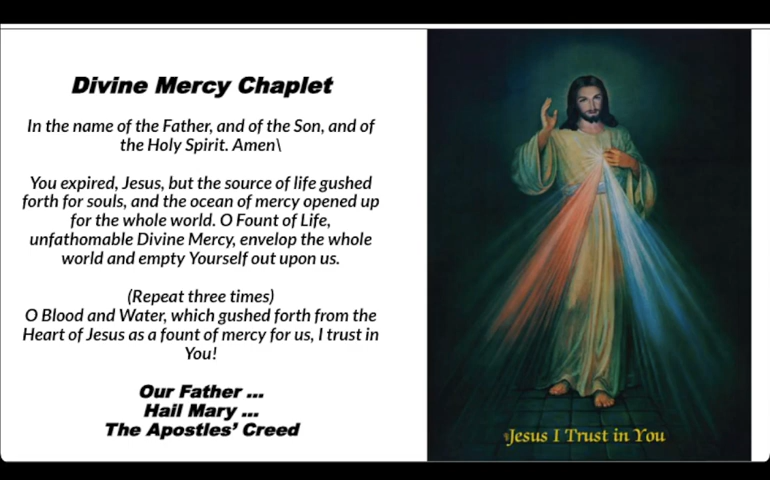 Divine Mercy Chaplet
In the name of the Father, and of the Son, and of
the Holy Spirit. Amen\
You expired, Jesus, but the source of life gushed
forth for souls, and the ocean of mercy opened up
for the whole world. O Fount of Life,
unfathomable Divine Mercy, envelop the whole
world and empty Yourself out upon us.
(Repeat three times)
O Blood and Water, which gushed forth from the
Heart of Jesus as a fount of mercy for us, I trust in
You!
Our Father ...
Hail Mary ...
The Apostles’ Creed
Jesus I Trust in You